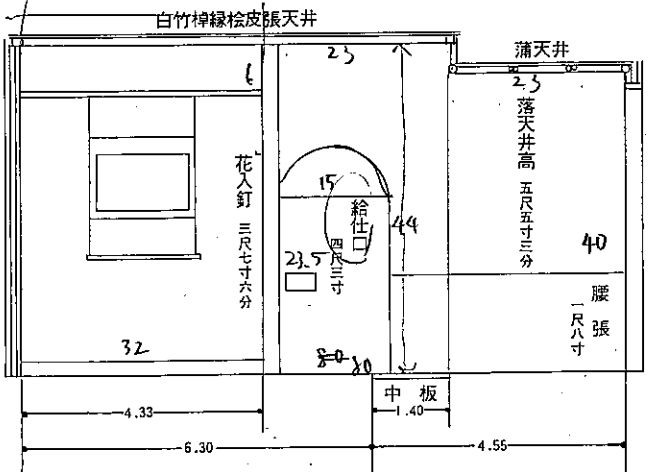 白竹棹縁桧皮張天井
蒲天井
23
6
23
落天井高 五尺五寸三分
花入釘 三尺七寸六分
15
給仕口 四尺三寸
44
23.5
40
腰張 一尺八寸
32
80
80
中板
1.40
4.33
6.30
4.55